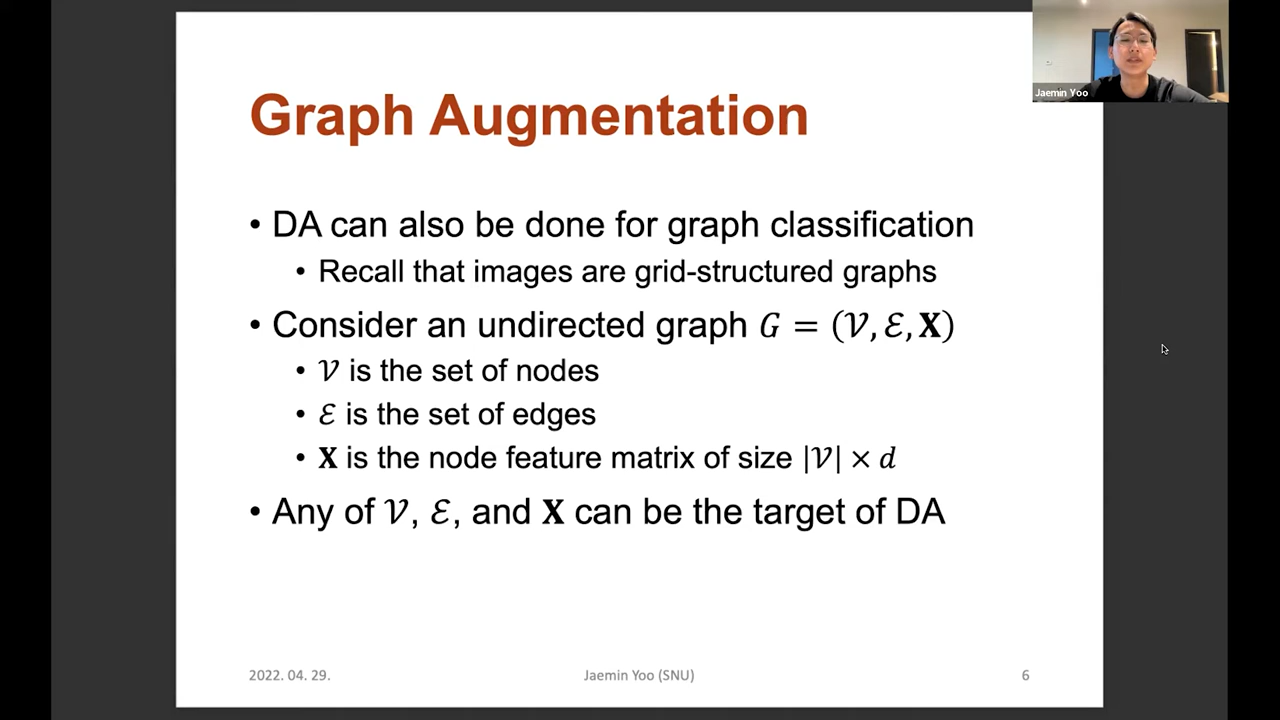 Jaemin Yoo
Graph Augmentation
• DA can also be done for graph classification
• Recall that images are grid-structured graphs
• Consider an undirected graph G = (𝒱, ℰ, 𝐗)
• 𝒱 is the set of nodes
• ℰ is the set of edges
• 𝐗 is the node feature matrix of size |𝒱| × d
• Any of 𝒱, ℰ, and 𝐗 can be the target of DA
2022. 04. 29.
Jaemin Yoo (SNU)
6